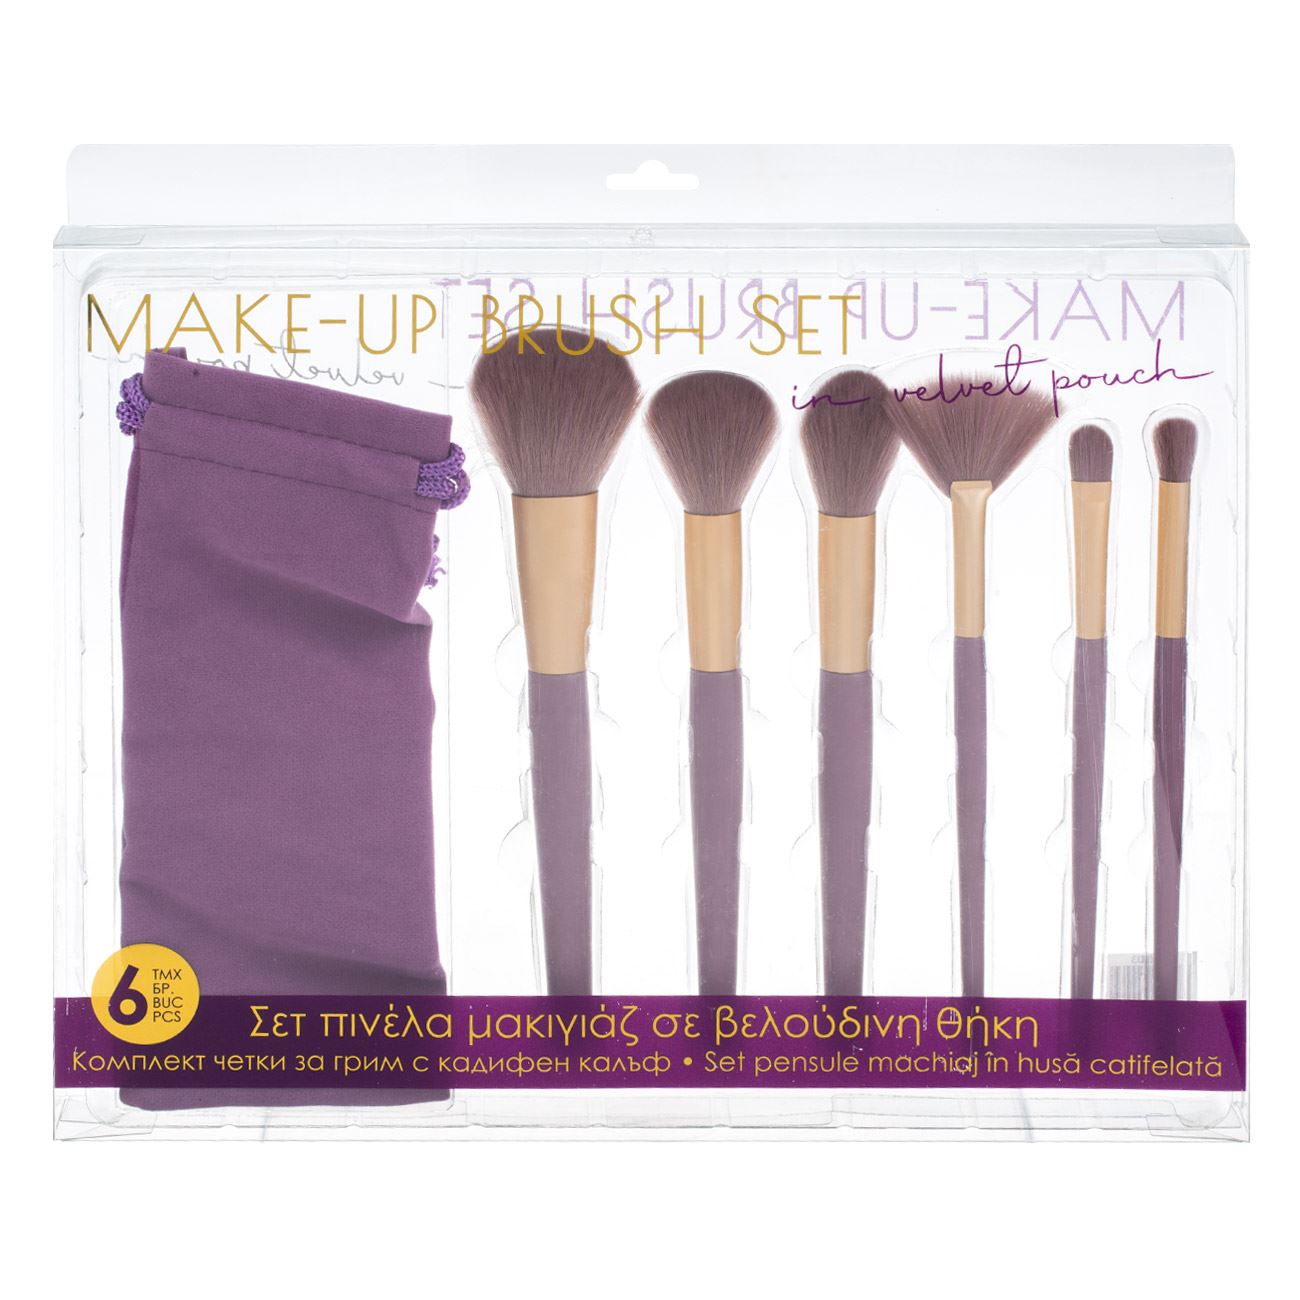 MAKE-UP BRUSH SET
in velvet pouch
6
ΤΜΧ
БР.
BUC
PCS
Σετ πινέλα μακιγιάζ σε βελούδινη θήκη
Комплект четки за грим с кадифен калъф • Set pensule machiaj în husă catifelată